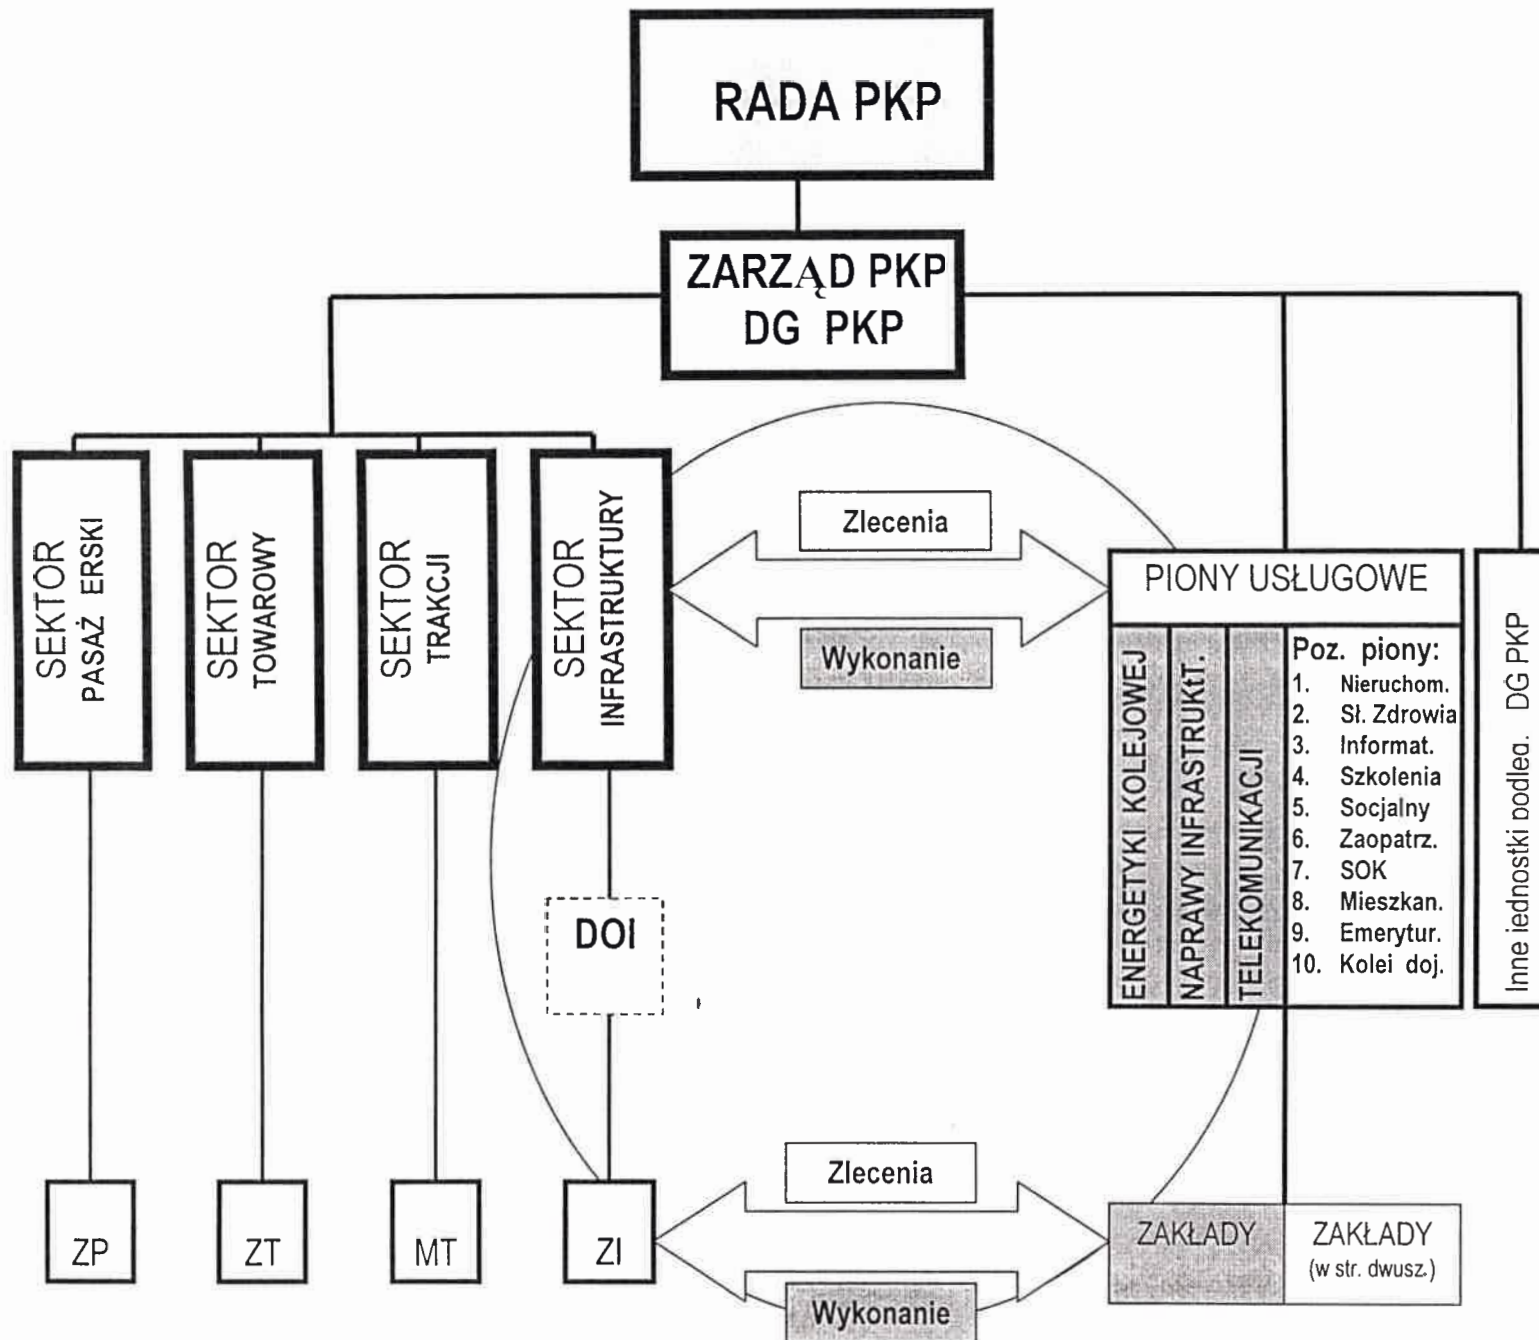 RADA PKP
ZARZĄD PKP
DG PKP
SEKTOR
PASAŻ ERSKI
SEKTOR
TOWAROWY
SEKTOR
TRAKCJI
SEKTOR
INFRASTRUKTURY
Zlecenia
Wykonanie
PIONY USŁUGOWE
ENERGETYKI KOLEJOWEJ
NAPRAWY INFRASTRUKtT.
TELEKOMUNIKACJI
Poz. piony:
1. Nieruchom.
2. Sł. Zdrowia
3. Informat.
4. Szkolenia
5. Socjalny
6. Zaopatrz.
7. SOK
8. Mieszkan.
9. Emerytur.
10. Kolei doj.
Inne jednostki podleg. DG PKP
DOI
ZP
ZT
MT
ZI
Zlecenia
Wykonanie
ZAKŁADY
ZAKŁADY
(w str. dwusz.)